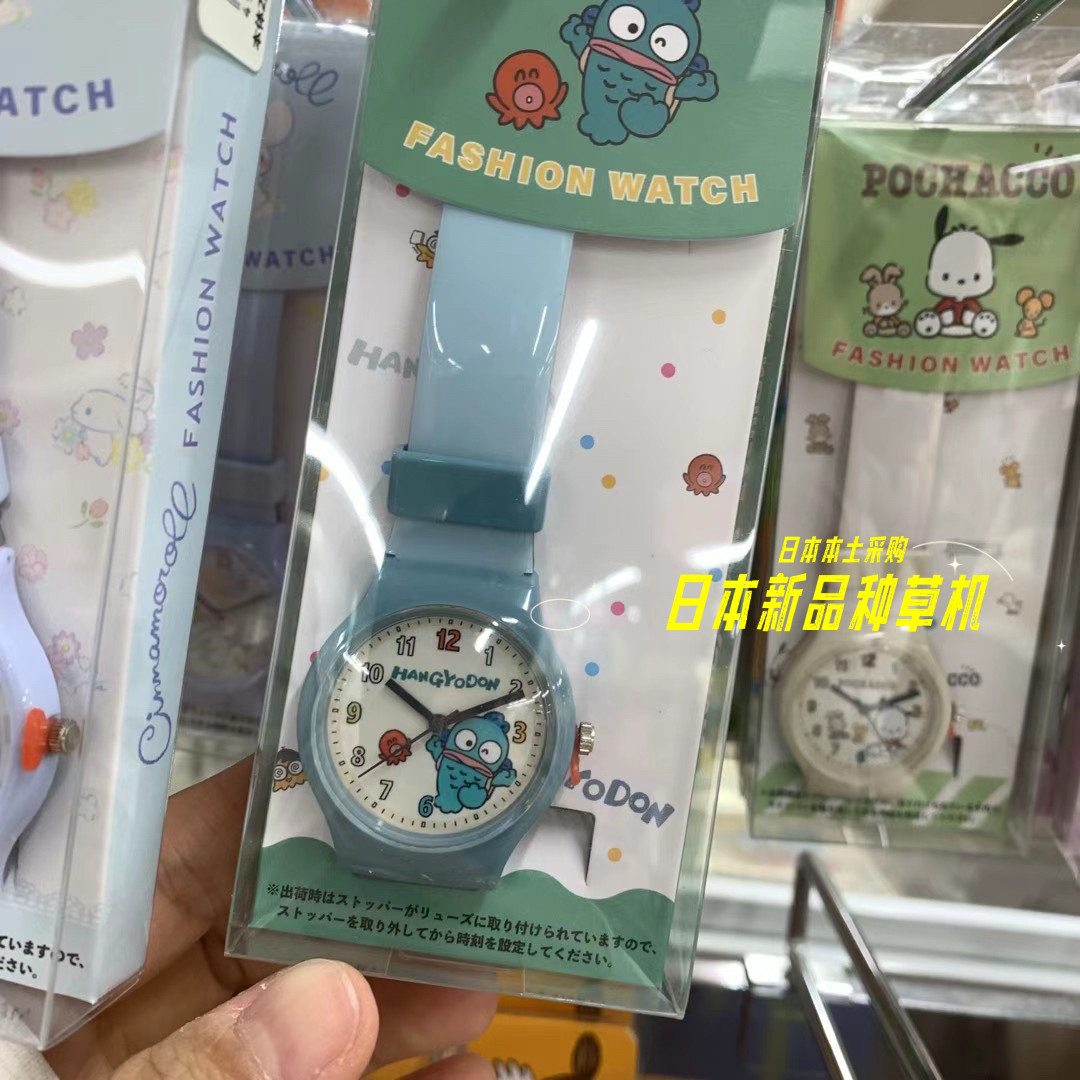 ATCH
Cinnamoroll FASHION WATCH
WATCH
FASHION WATCH
HAN
12
11
1
10
HANGYODON
2
9
3
8
7
6
YODON
※出荷時はストッパーがリューズに取り付けられていますので、
ストッパーを取り外してから時刻を設定してください。
ていますので、
ださい。
POCHACCO
FASHION WATCH
日本本土采购
日本新品种草机
POCHACCO
CCO